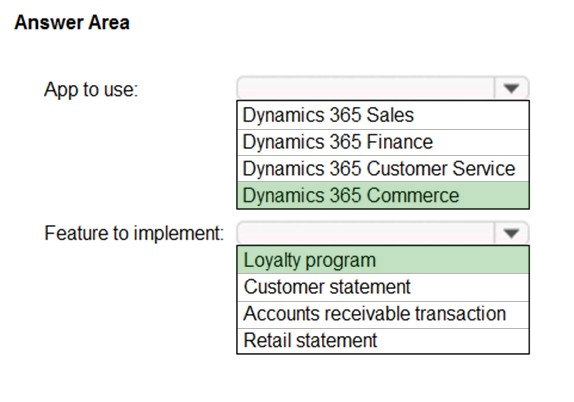 Answer Area
App to use:
Dynamics 365 Sales
Dynamics 365 Finance
Dynamics 365 Customer Service
Dynamics 365 Commerce
Feature to implement:
Loyalty program
Customer statement
Accounts receivable transaction
Retail statement